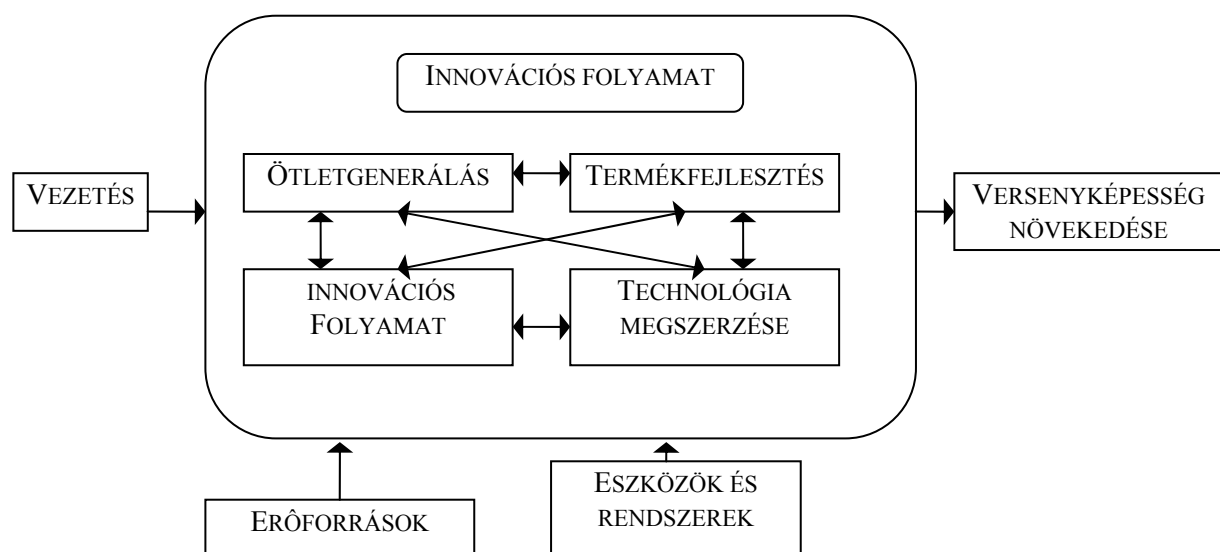 INNOVÁCIÓS FOLYAMAT
ÖTLETGENERÁLÁS
TERMÉKFEJLESZTÉS
VEZETÉS
VERSENYKÉPESSÉG
NÖVEKEDÉSE
INNOVÁCIÓS
FOLYAMAT
TECHNOLÓGIA
MEGSZERZÉSE
ERÔFORRÁSOK
ESZKÖZÖK ÉS
RENDSZEREK